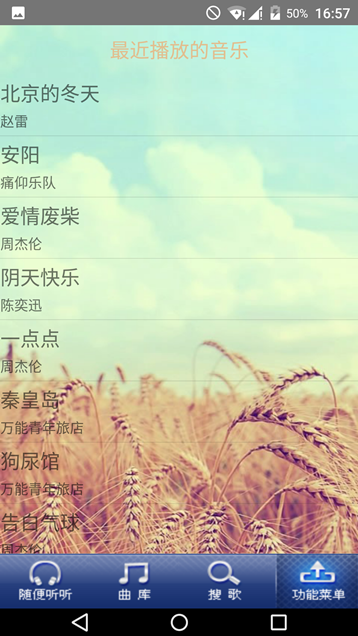 50% 16:57
最近播放的音乐
北京的冬天
赵雷
安阳
痛仰乐队
爱情废柴
周杰伦
阴天快乐
陈奕迅
一点点
周杰伦
秦皇岛
万能青年旅店
狗尿馆
万能青年旅店
告白气球
周杰伦
随便听听 曲 库 搜 歌 功能菜单